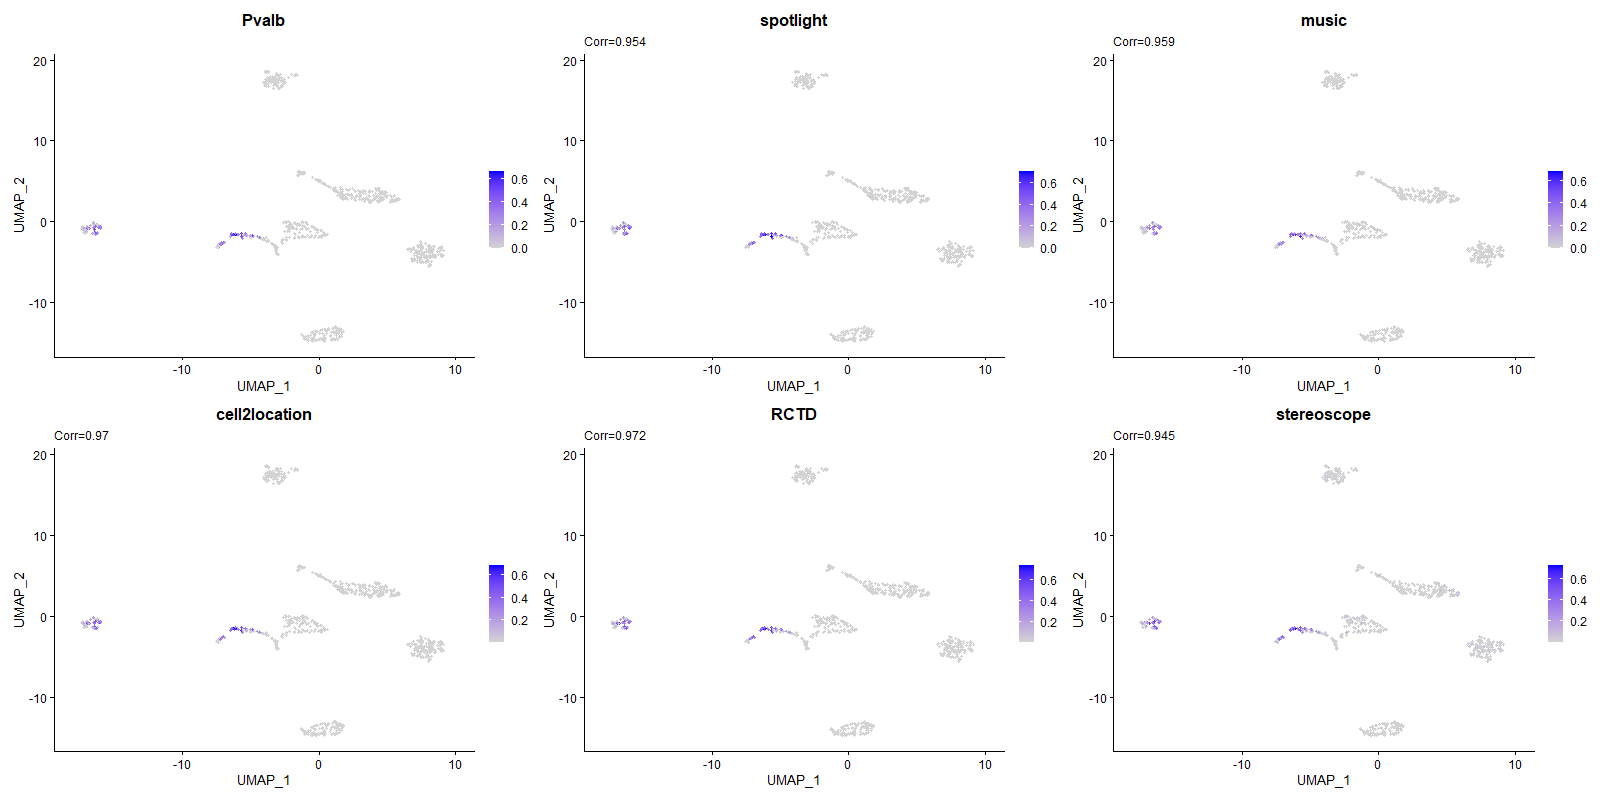 Pvalb
20
10
0
-10
UMAP_2
-10
0
10
UMAP_1
0.6
0.4
0.2
0.0
spotlight
Corr=0.954
20
10
0
-10
UMAP_2
-10
0
10
UMAP_1
0.6
0.4
0.2
0.0
music
Corr=0.959
20
10
0
-10
UMAP_2
-10
0
10
UMAP_1
0.6
0.4
0.2
0.0
cell2location
Corr=0.97
20
10
0
-10
UMAP_2
-10
0
10
UMAP_1
0.6
0.4
0.2
RCTD
Corr=0.972
20
10
0
-10
UMAP_2
-10
0
10
UMAP_1
0.6
0.4
0.2
stereoscope
Corr=0.945
20
10
0
-10
UMAP_2
-10
0
10
UMAP_1
0.6
0.4
0.2